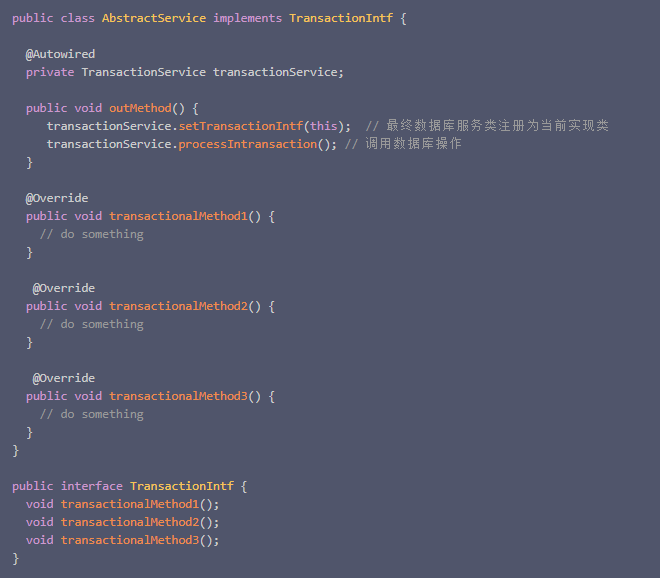 public class AbstractService implements TransactionIntf {
@Autowired
private TransactionService transactionService;
public void outMethod() {
transactionService.setTransactionIntf(this);  // 最终数据库服务类注册为当前实现类
transactionService.processIntransaction(); // 调用数据库操作
}
@Override
public void transactionalMethod1() {
// do something
}
@Override
public void transactionalMethod2() {
// do something
}
@Override
public void transactionalMethod3() {
// do something
}
}
public interface TransactionIntf {
void transactionalMethod1();
void transactionalMethod2();
void transactionalMethod3();
}